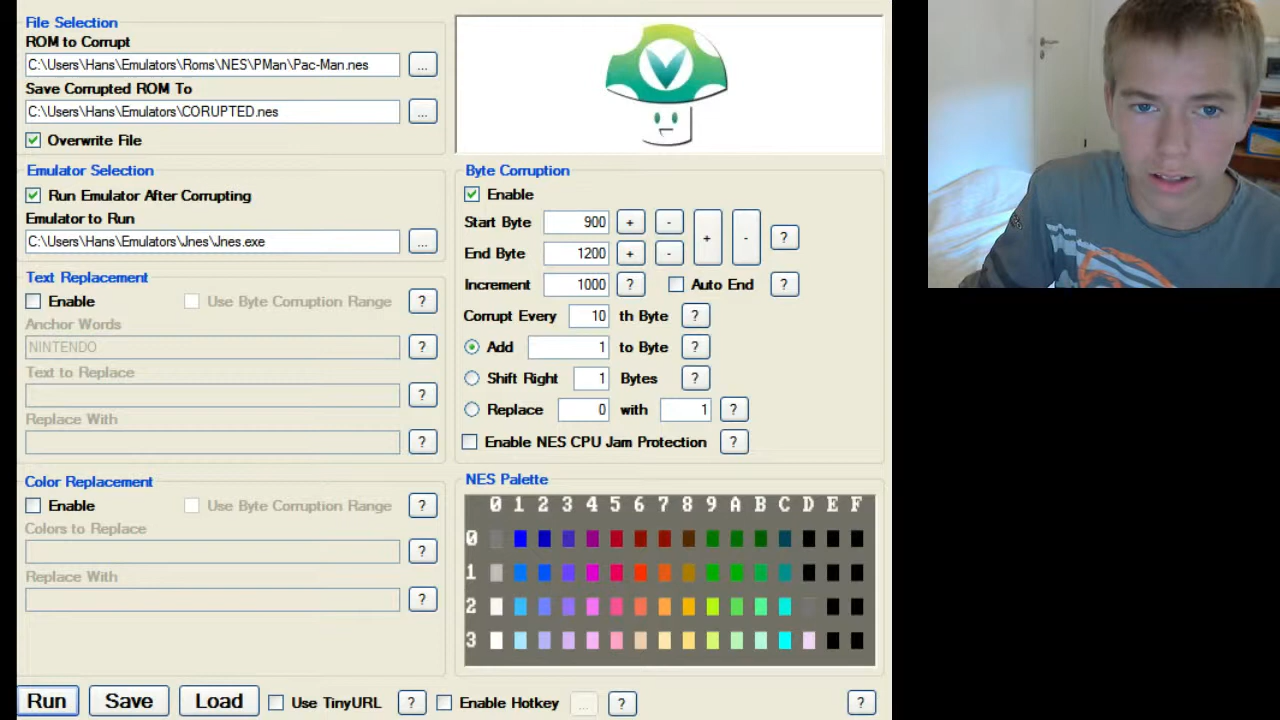 File Selection
ROM to Corrupt
C:\Users\Hans\Emulators\Roms\NES\PMan\Pac-Man.nes ...
Save Corrupted ROM To
C:\Users\Hans\Emulators\CORUPTED.nes ...
Overwrite File
Emulator Selection
Run Emulator After Corrupting
Emulator to Run
C:\Users\Hans\Emulators\Jnes\Jnes.exe ...
Text Replacement
Enable Use Byte Corruption Range ?
Anchor Words
NINTENDO ?
Text to Replace
?
Replace With
?
Color Replacement
Enable Use Byte Corruption Range ?
Colors to Replace
?
Replace With
?
Byte Corruption
Enable
Start Byte 900 + - + - ?
End Byte 1200 + -
Increment 1000 ? Auto End ?
Corrupt Every 10 th Byte ?
Add 1 to Byte ?
Shift Right 1 Bytes ?
Replace 0 with 1 ?
Enable NES CPU Jam Protection ?
NES Palette
0 1 2 3 4 5 6 7 8 9 A B C D E F
0
1
2
3
Run Save Load Use TinyURL ? Enable Hotkey ... ? ?